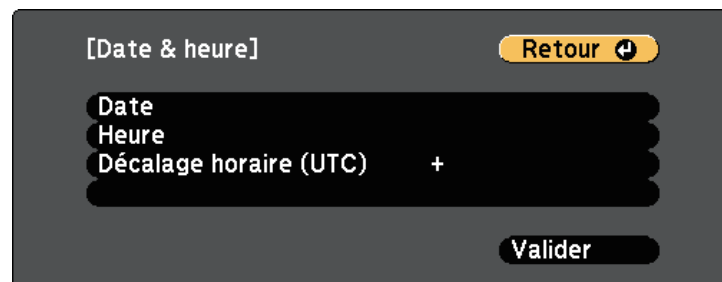 [Date & heure] Retour
Date
Heure
Décalage horaire (UTC) +
Valider